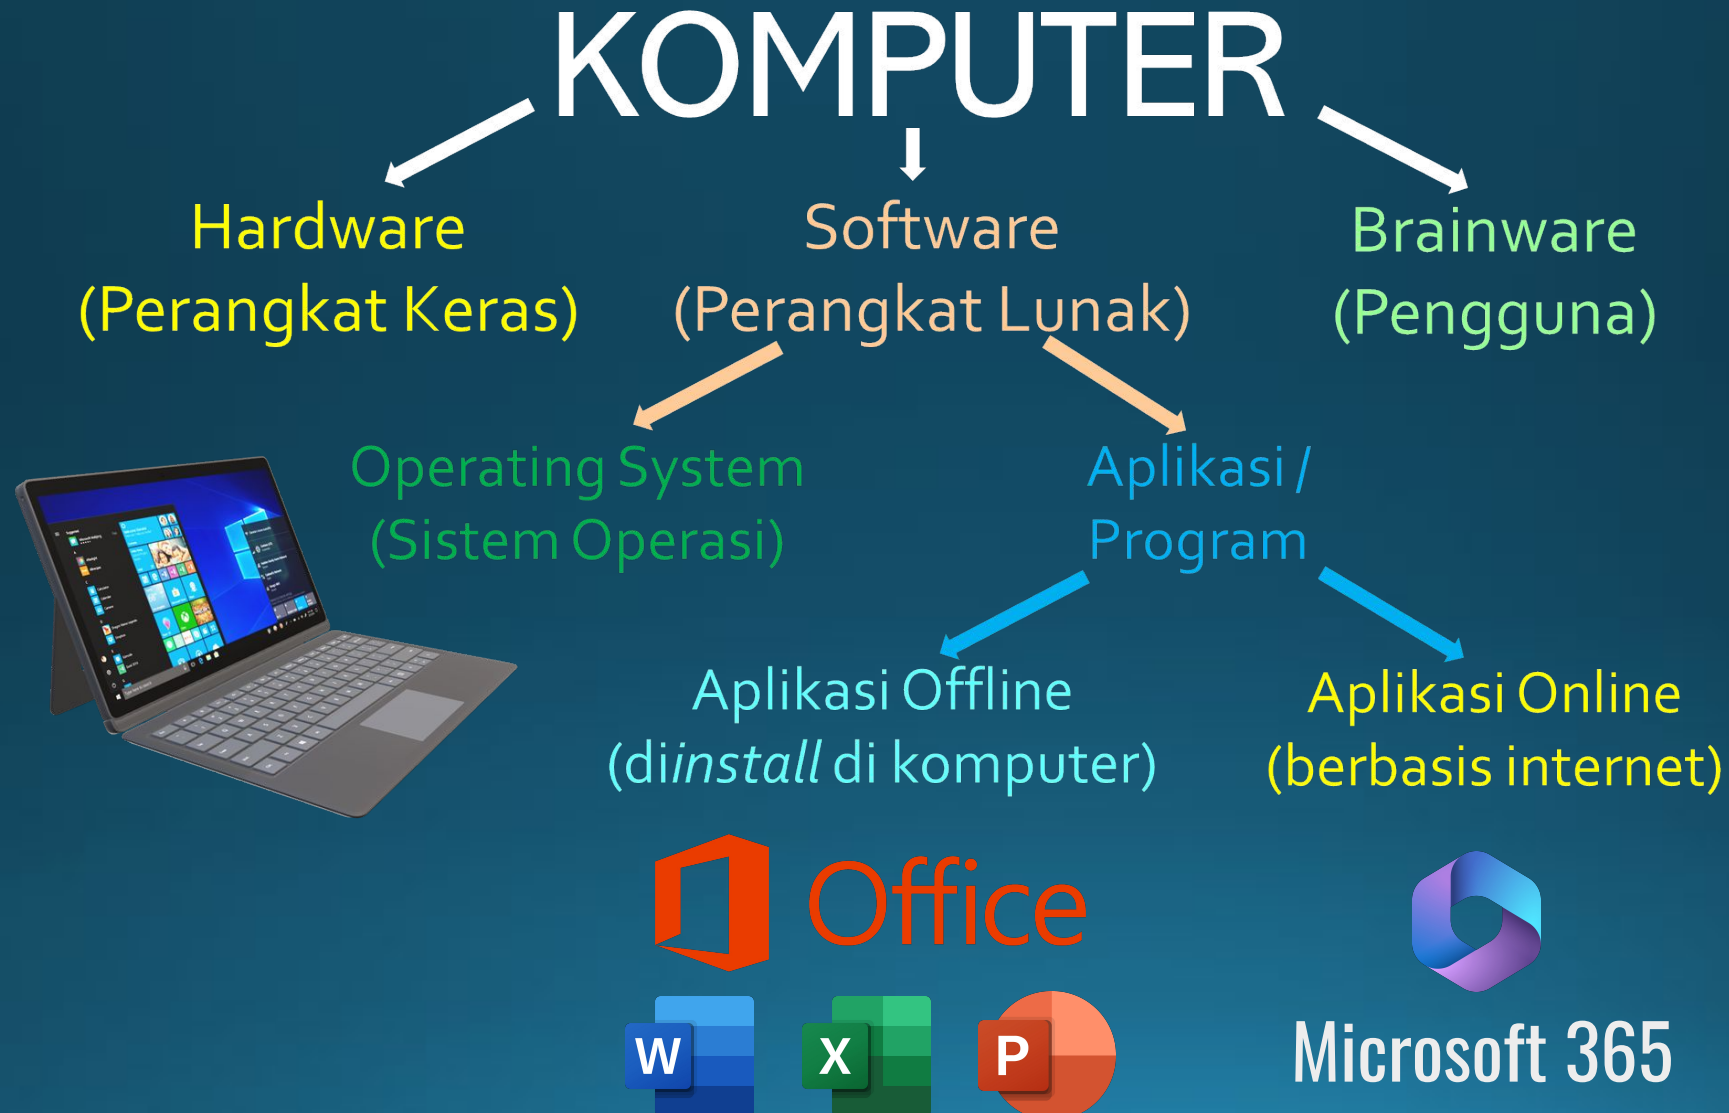 KOMPUTER
Hardware
(Perangkat Keras)
Software
(Perangkat Lunak)
Brainware
(Pengguna)
Operating System
(Sistem Operasi)
Aplikasi /
Program
Aplikasi Offline
(diinstall di komputer)
Aplikasi Online
(berbasis internet)
Office
W
X
P
Microsoft 365